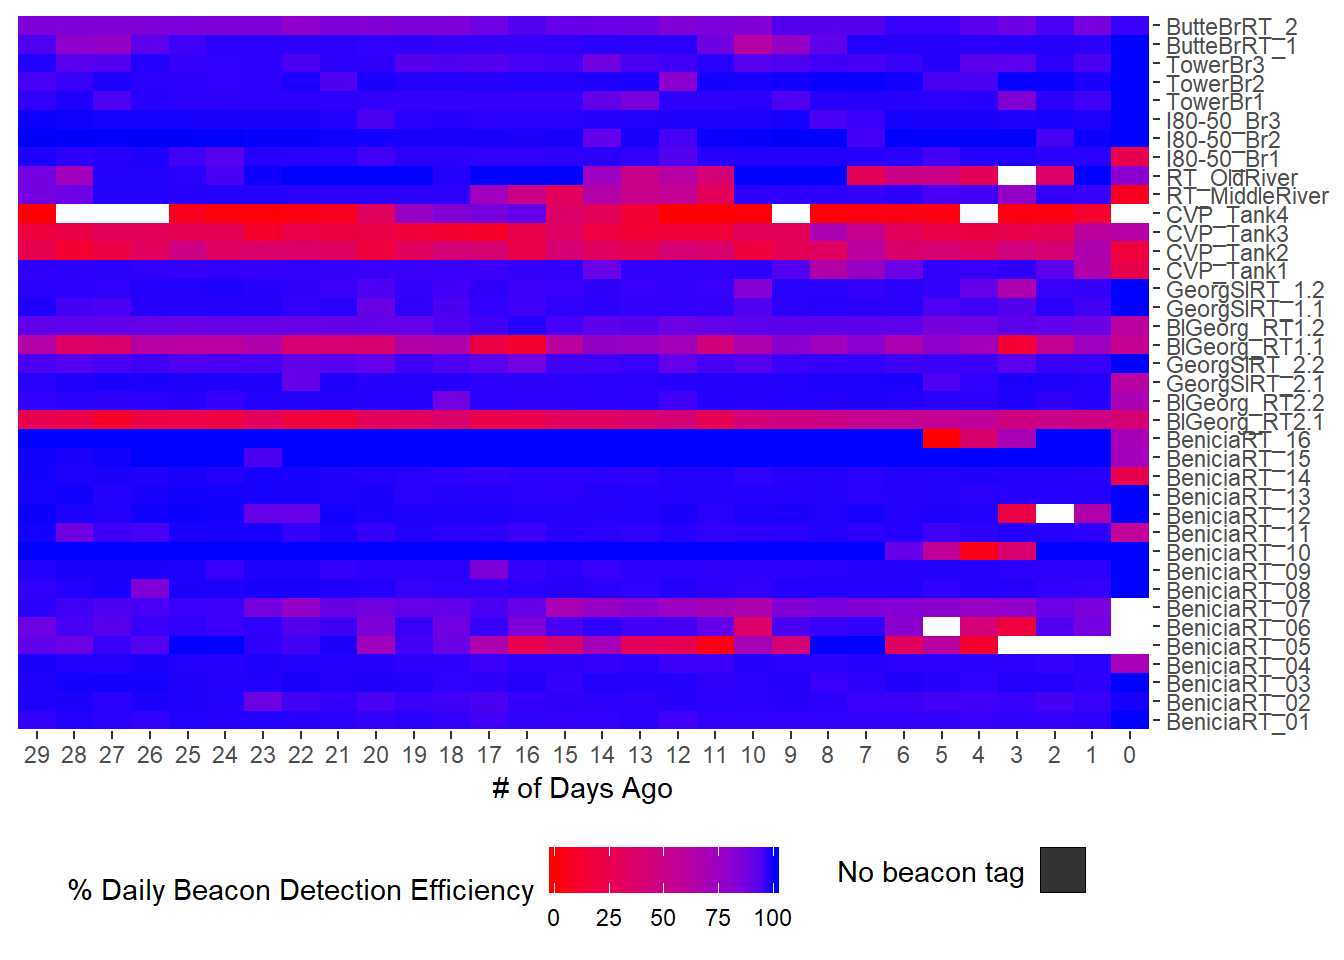 ButteBrRT_2
ButteBrRT_1
TowerBr3
TowerBr2
TowerBr1
I80-50_Br3
I80-50_Br2
I80-50_Br1
RT_OldRiver
RT_MiddleRiver
CVP_Tank4
CVP_Tank3
CVP_Tank2
CVP_Tank1
GeorgSlRT_1.2
GeorgSlRT_1.1
BlGeorg_RT1.2
BlGeorg_RT1.1
GeorgSlRT_2.2
GeorgSlRT_2.1
BlGeorg_RT2.2
BlGeorg_RT2.1
BeniciaRT_16
BeniciaRT_15
BeniciaRT_14
BeniciaRT_13
BeniciaRT_12
BeniciaRT_11
BeniciaRT_10
BeniciaRT_09
BeniciaRT_08
BeniciaRT_07
BeniciaRT_06
BeniciaRT_05
BeniciaRT_04
BeniciaRT_03
BeniciaRT_02
BeniciaRT_01
29 28 27 26 25 24 23 22 21 20 19 18 17 16 15 14 13 12 11 10 9 8 7 6 5 4 3 2 1 0
# of Days Ago
% Daily Beacon Detection Efficiency
0 25 50 75 100
No beacon tag